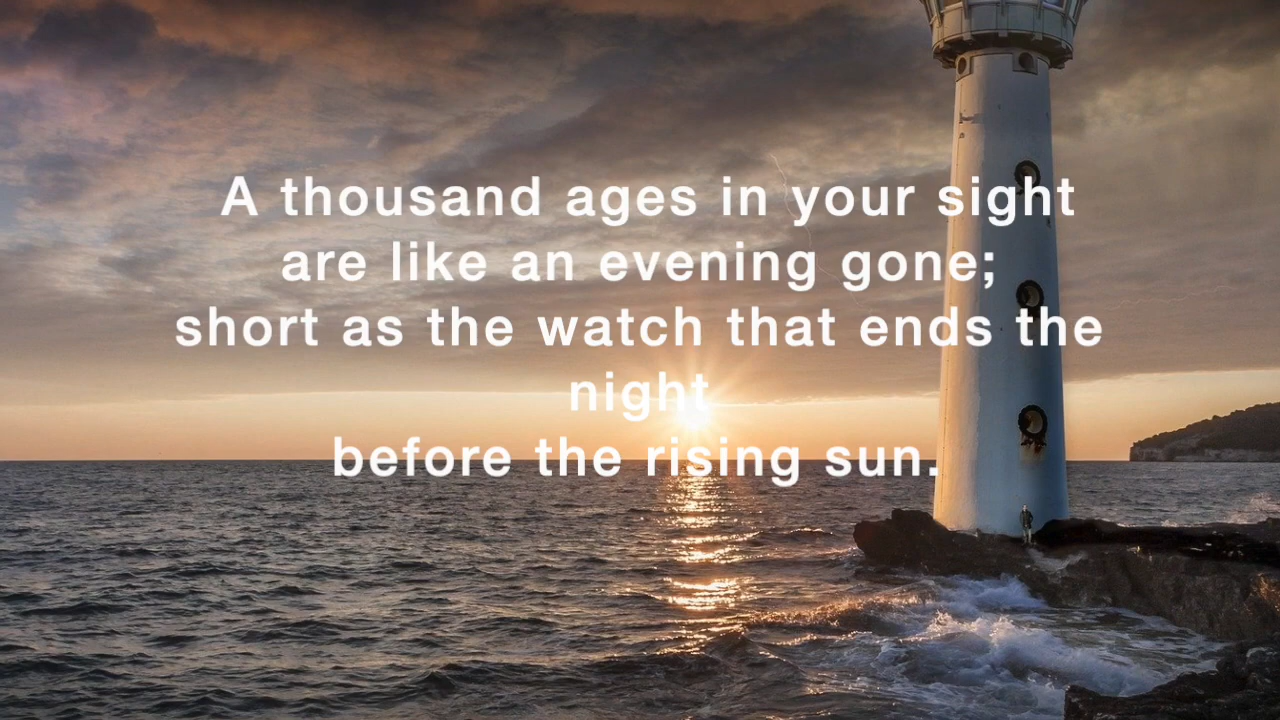 A thousand ages in your sight
are like an evening gone;
short as the watch that ends the
night
before the rising sun.